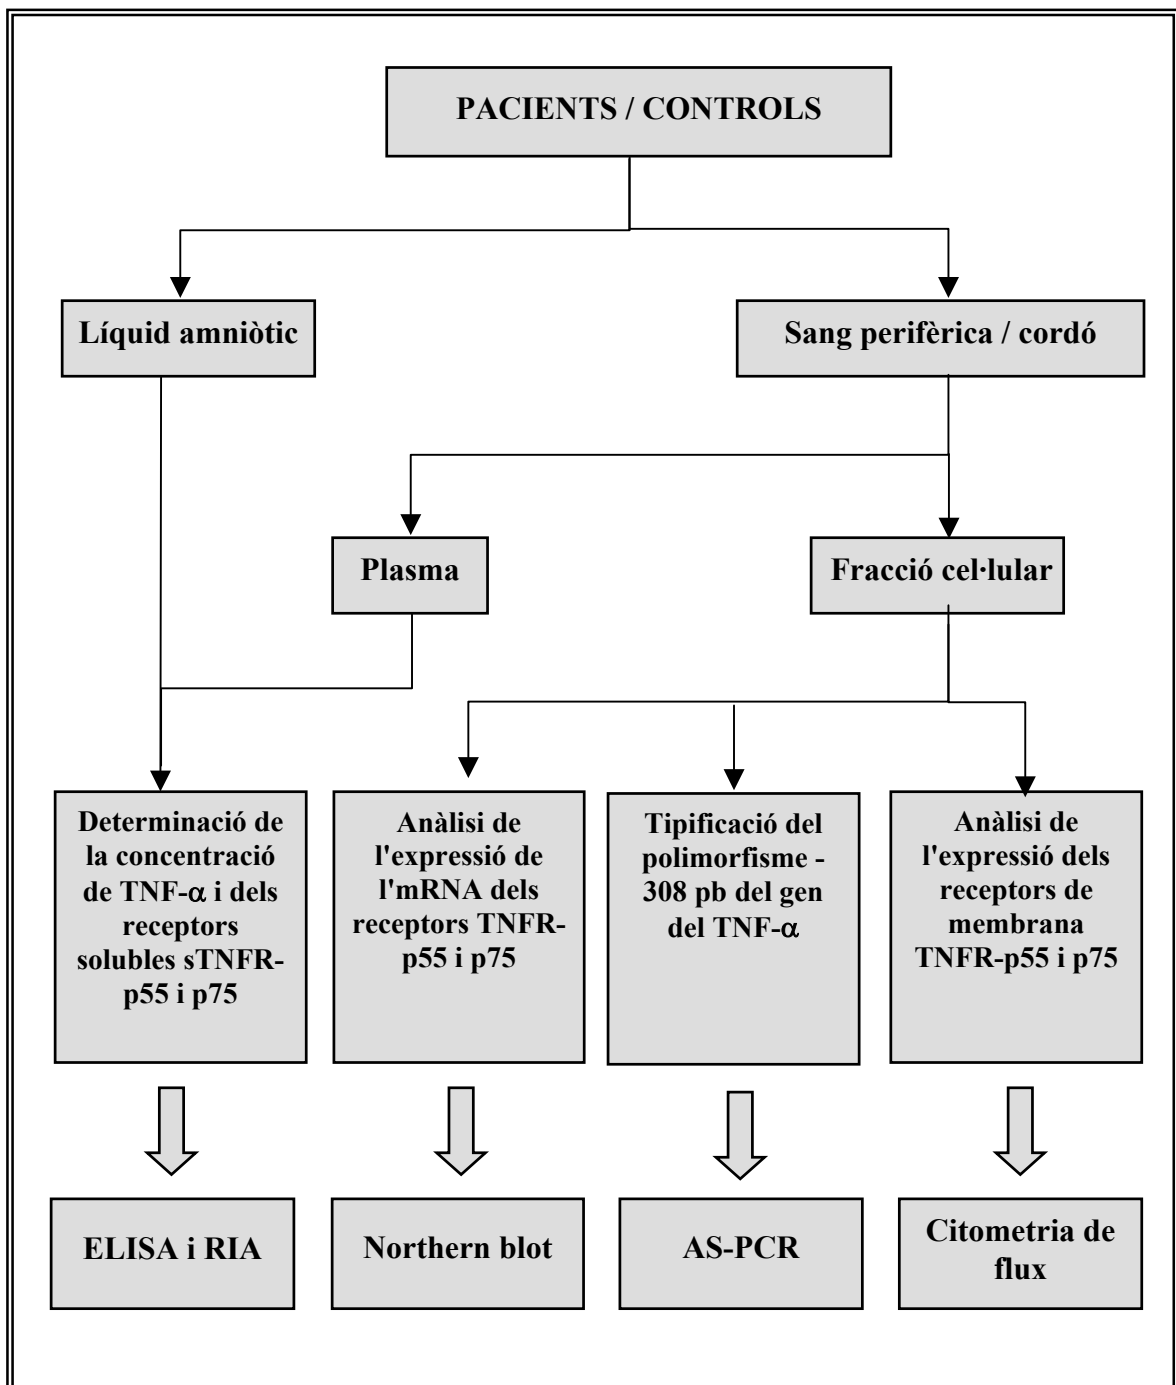 PACIENTS / CONTROLS
Líquid amniòtic
Sang perifèrica / cordó
Plasma
Fracció cel·lular
Determinació de
la concentració
de TNF-α i dels
receptors
solubles sTNFR-
p55 i p75
Anàlisi de
l'expressió de
l'mRNA dels
receptors TNFR-
p55 i p75
Tipificació del
polimorfisme -
308 pb del gen
del TNF-α
Anàlisi de
l'expressió dels
receptors de
membrana
TNFR-p55 i p75
ELISA i RIA
Northern blot
AS-PCR
Citometria de
flux